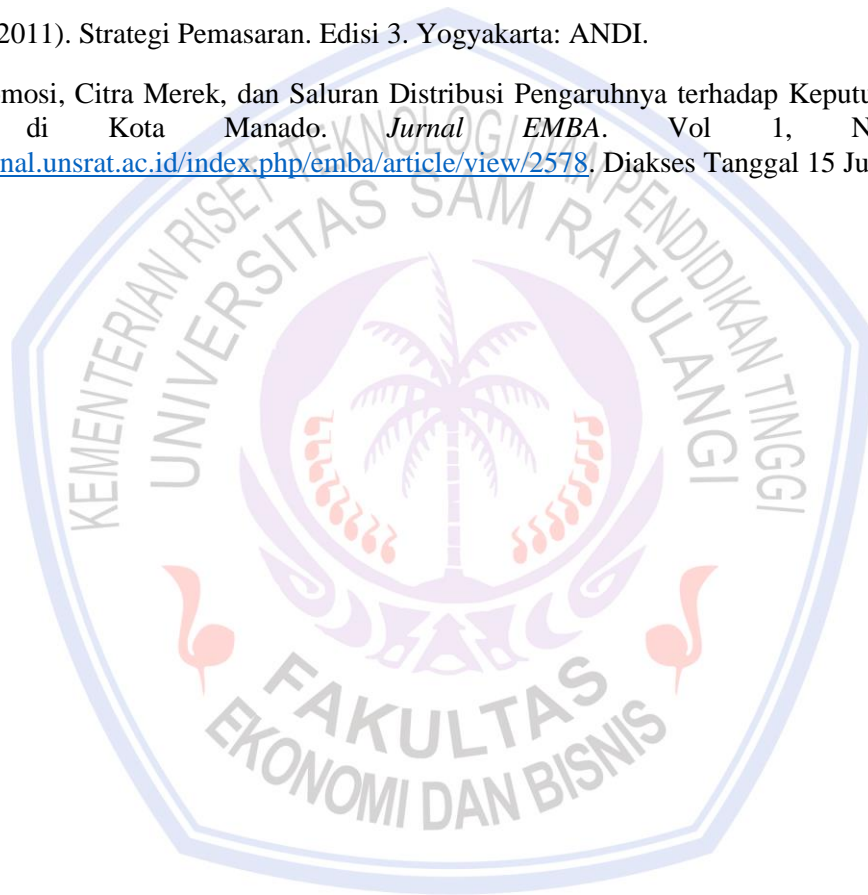 2011). Strategi Pemasaran. Edisi 3. Yogyakarta: ANDI.
mosi, Citra Merek, dan Saluran Distribusi Pengaruhnya terhadap Keputu
di Kota Manado. Jurnal EMBA. Vol 1, N
nal.unsrat.ac.id/index.php/emba/article/view/2578. Diakses Tanggal 15 Ju
KEMENTERIAN RISET TEKNOLOGI DAN PENDIDIKAN TINGGI
UNIVERSITAS SAM RATULANGI
FAKULTAS
EKONOMI DAN BISNIS